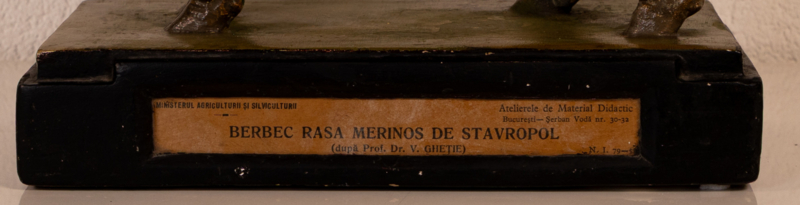 MINISTERUL AGRICULTURII ȘI SILVICULTURII
Atelierele de Material Didactic
București—Șerban Vodă nr. 30-32
BERBEC RASA MERINOS DE STAVROPOL
(după Prof. Dr. V. GHEȚIE)
N. I.